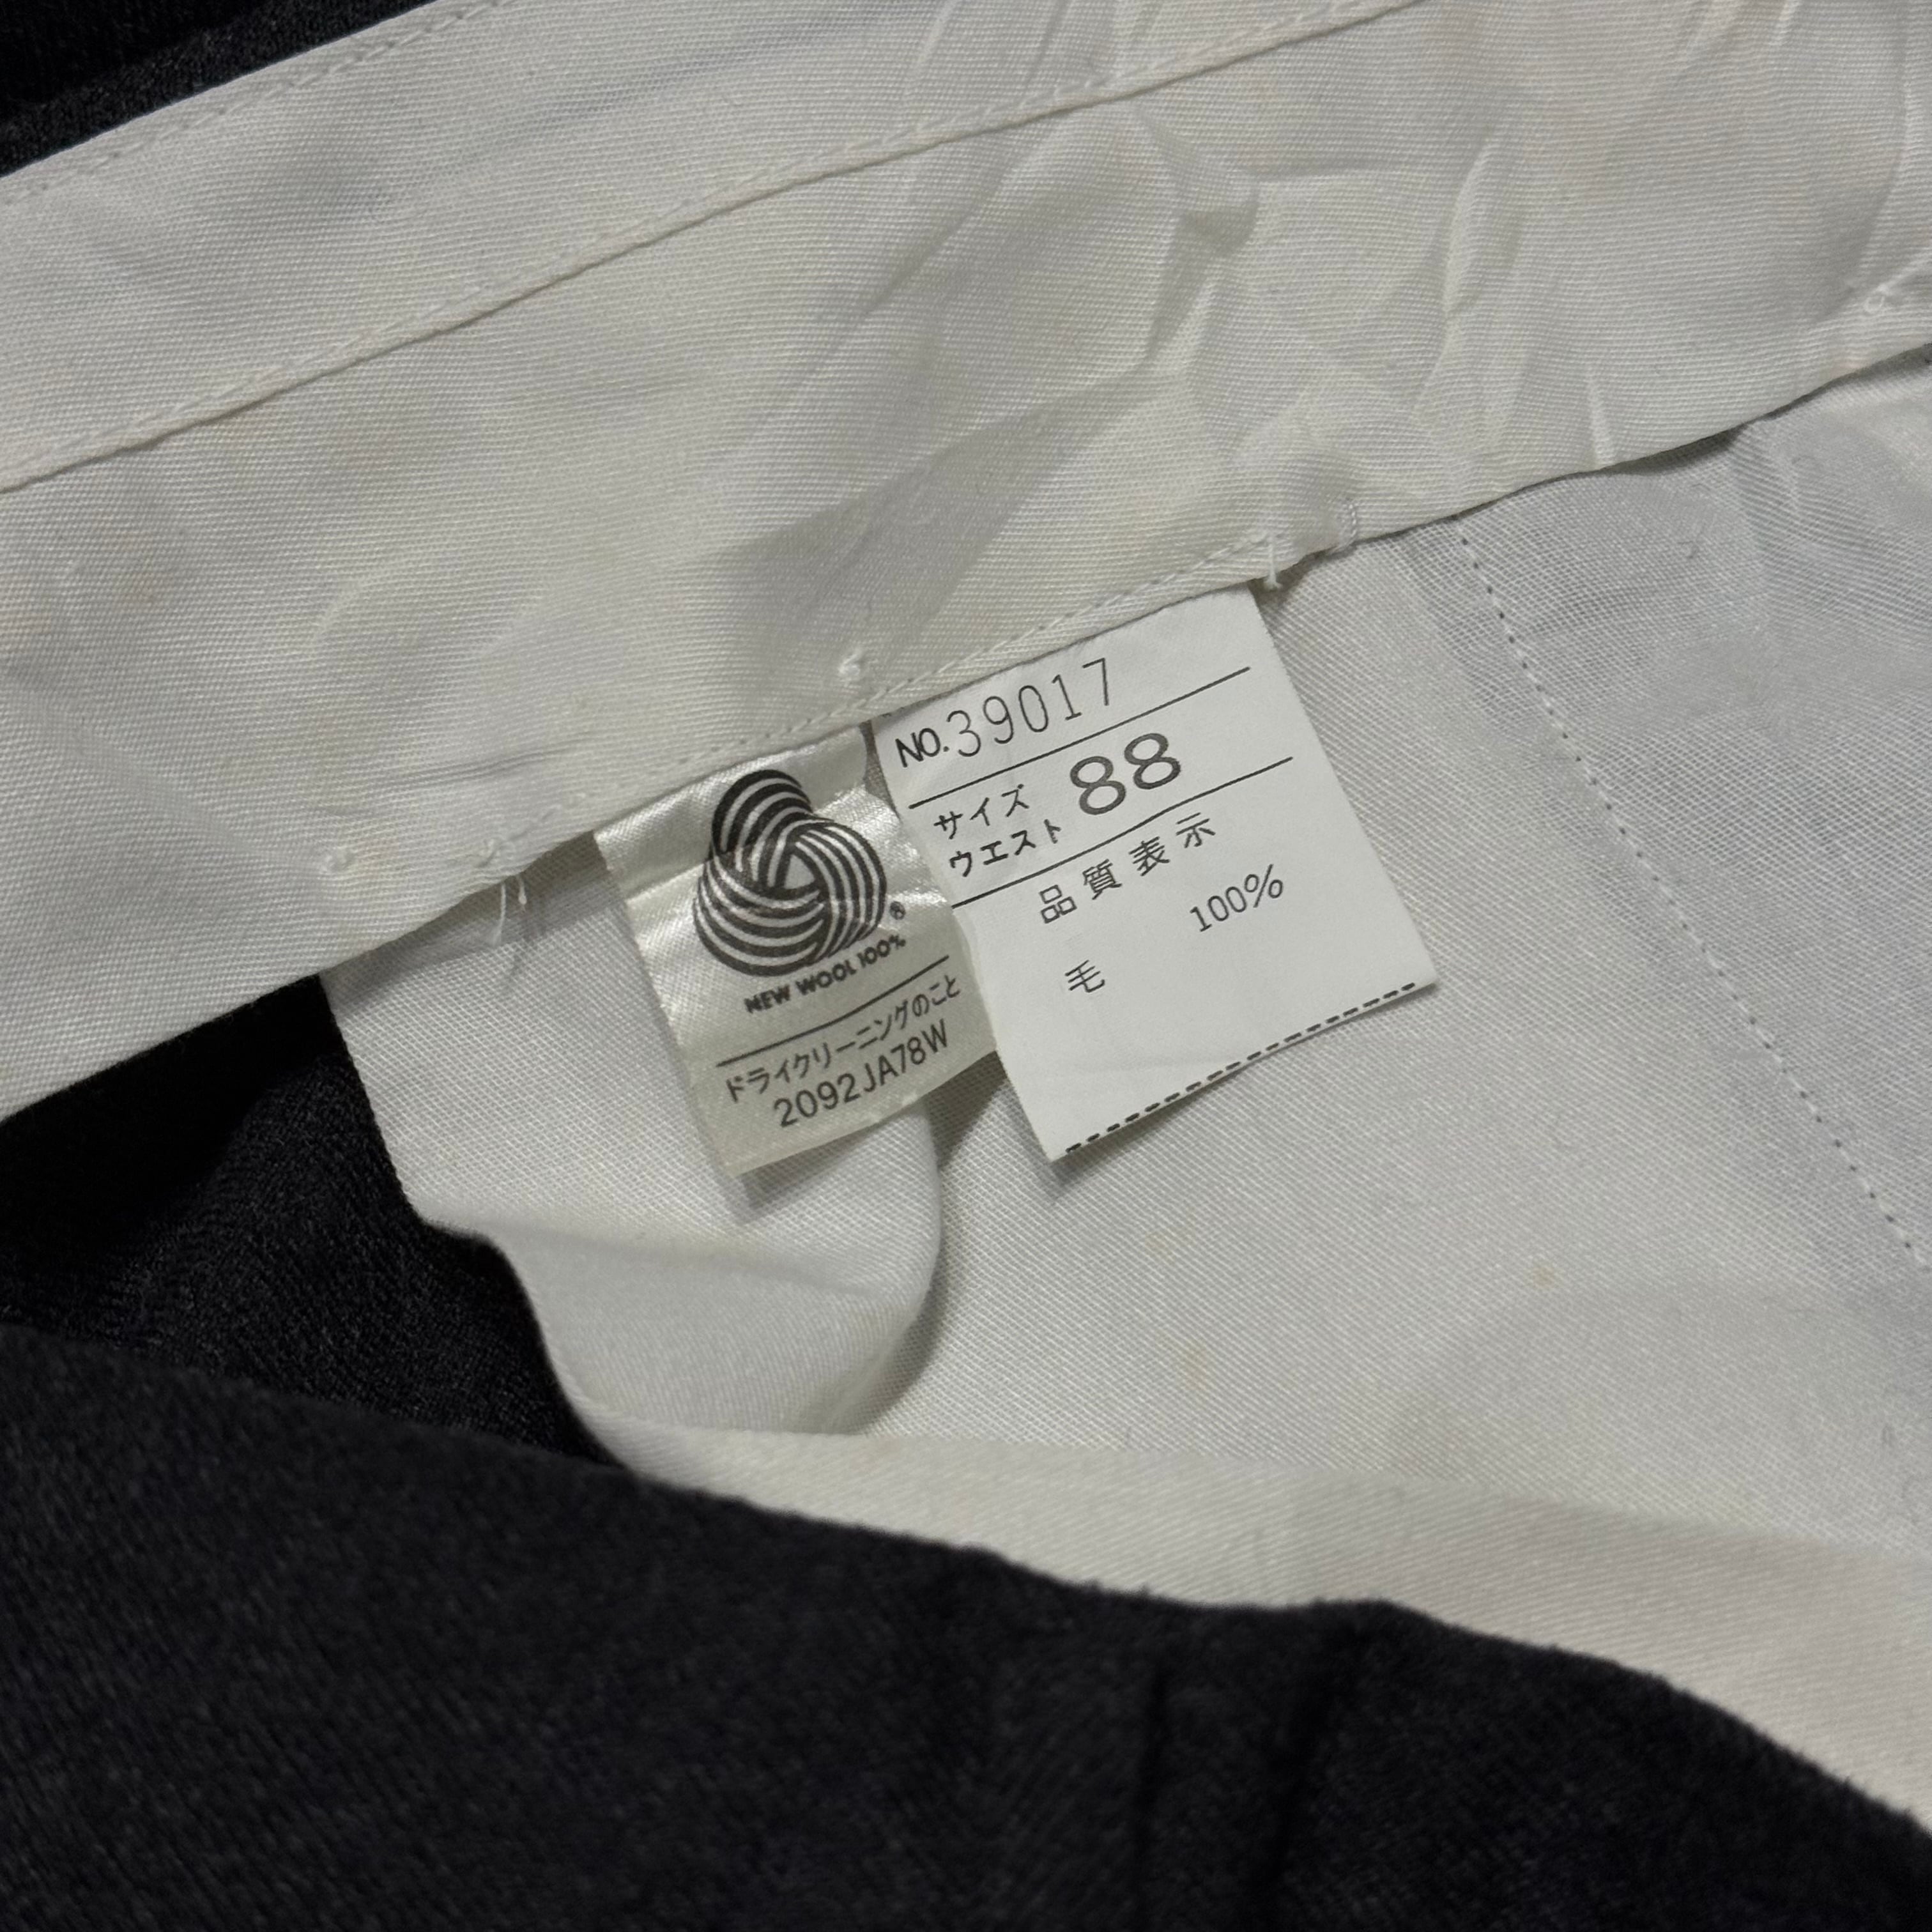 NO.39017
サイズ
ウエスト
88
品質表示
毛 100%
®
NEW WOOL 100%
ドライクリーニングのこと
2092JA78W